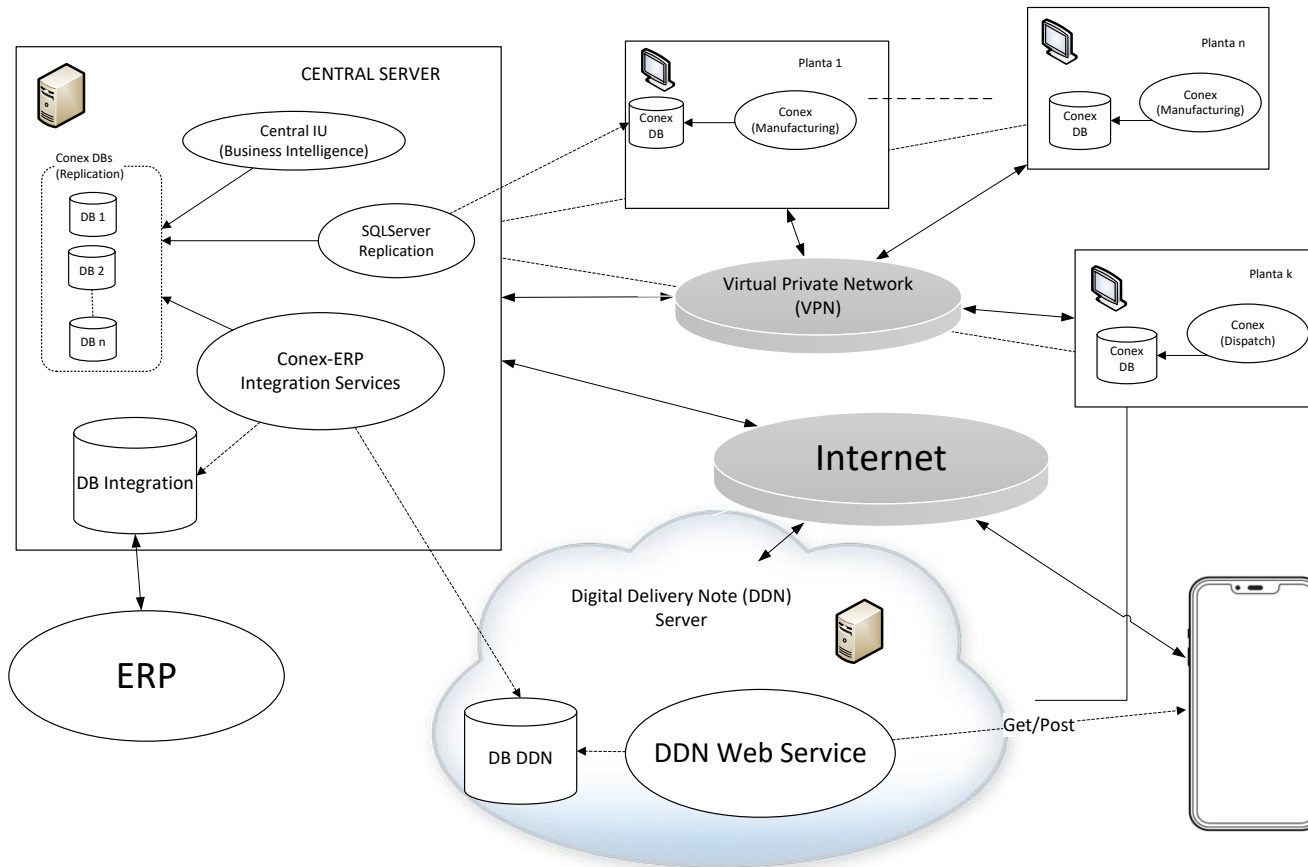 CENTRAL SERVER
Central IU
(Business Intelligence)
Conex DBs
(Replication)
DB 1
DB 2
DB n
SQLServer
Replication
Conex-ERP
Integration Services
DB Integration
ERP
Planta 1
Conex
DB
Conex
(Manufacturing)
Planta n
Conex
DB
Conex
(Manufacturing)
Virtual Private Network
(VPN)
Planta k
Conex
DB
Conex
(Dispatch)
Internet
Digital Delivery Note (DDN)
Server
DB DDN
DDN Web Service
Get/Post